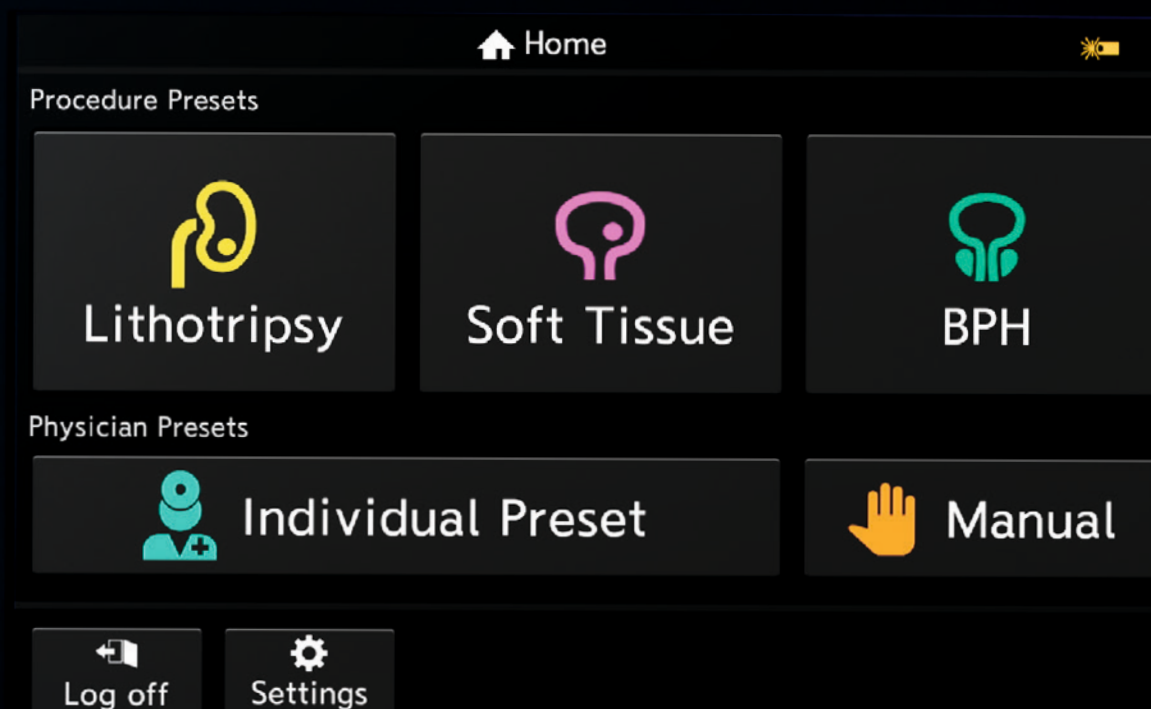 Home
Procedure Presets
Lithotripsy
Soft Tissue
BPH
Physician Presets
Individual Preset
Manual
Log off
Settings